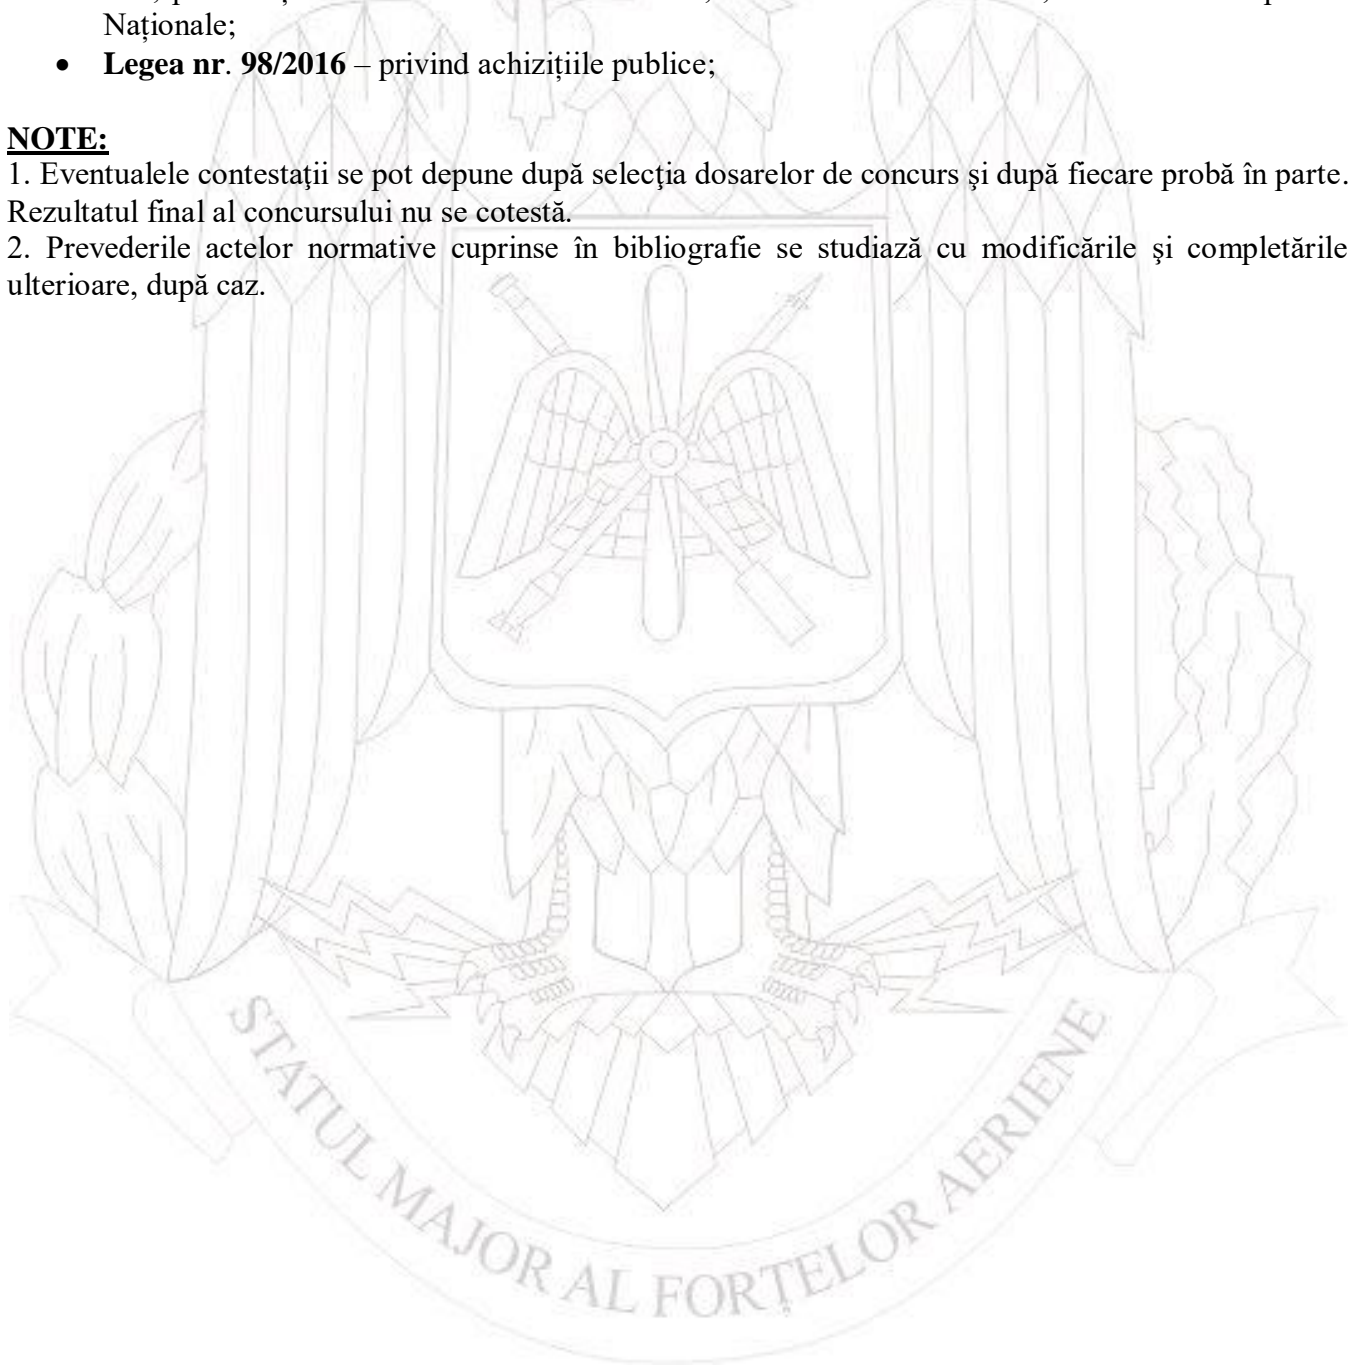 Naționale;
• Legea nr. 98/2016 – privind achizițiile publice;
NOTE:
1. Eventualele contestaţii se pot depune după selecţia dosarelor de concurs şi după fiecare probă în parte.
Rezultatul final al concursului nu se cotestă.
2. Prevederile actelor normative cuprinse în bibliografie se studiază cu modificările şi completările
ulterioare, după caz.
STATUL MAJOR AL FORȚELOR AERIENE